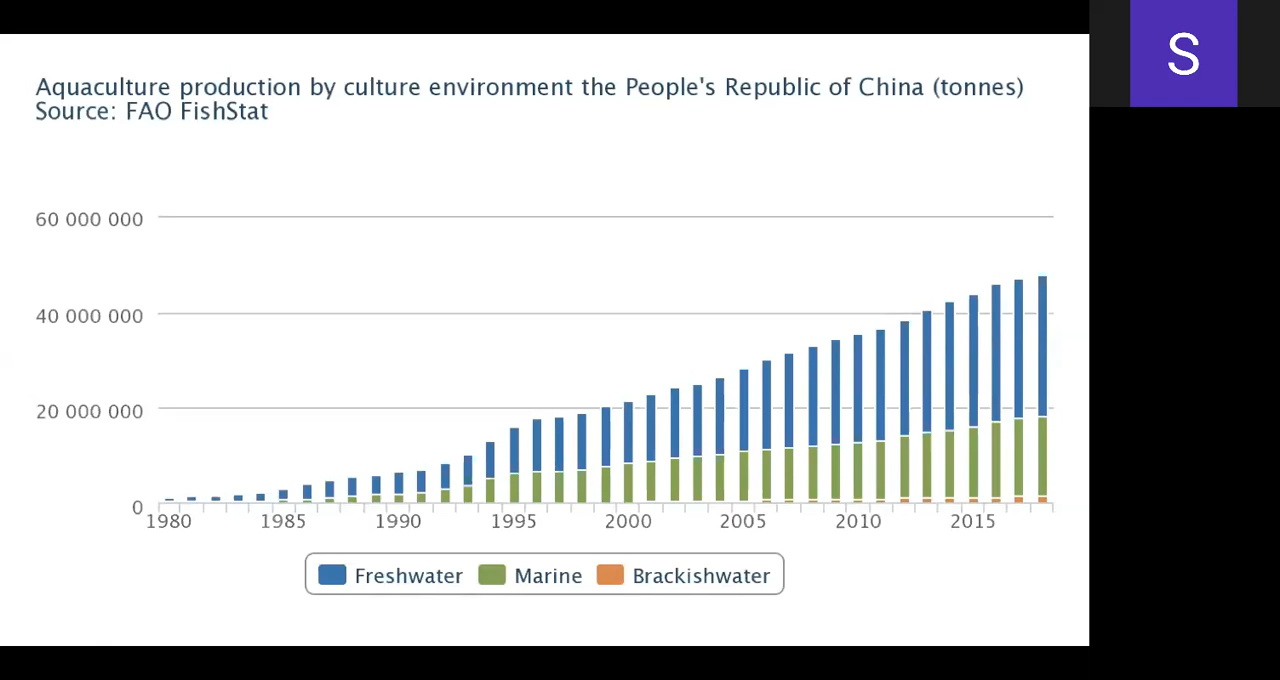 Aquaculture production by culture environment the People's Republic of China (tonnes)
Source: FAO FishStat
S
60 000 000
40 000 000
20 000 000
0
1980 1985 1990 1995 2000 2005 2010 2015
Freshwater Marine Brackishwater